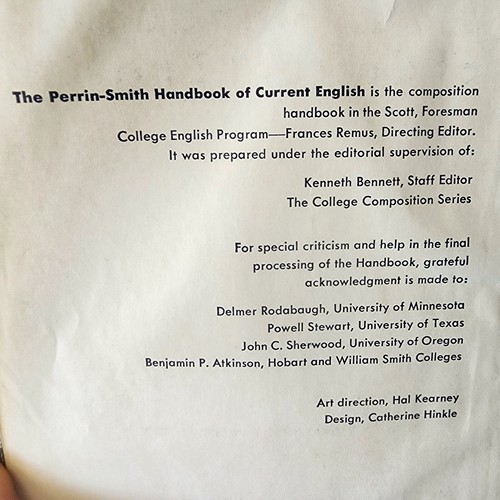 The Perrin-Smith Handbook of Current English is the composition
handbook in the Scott, Foresman
College English Program—Frances Remus, Directing Editor.
It was prepared under the editorial supervision of:
Kenneth Bennett, Staff Editor
The College Composition Series
For special criticism and help in the final
processing of the Handbook, grateful
acknowledgment is made to:
Delmer Rodabaugh, University of Minnesota
Powell Stewart, University of Texas
John C. Sherwood, University of Oregon
Benjamin P. Atkinson, Hobart and William Smith Colleges
Art direction, Hal Kearney
Design, Catherine Hinkle